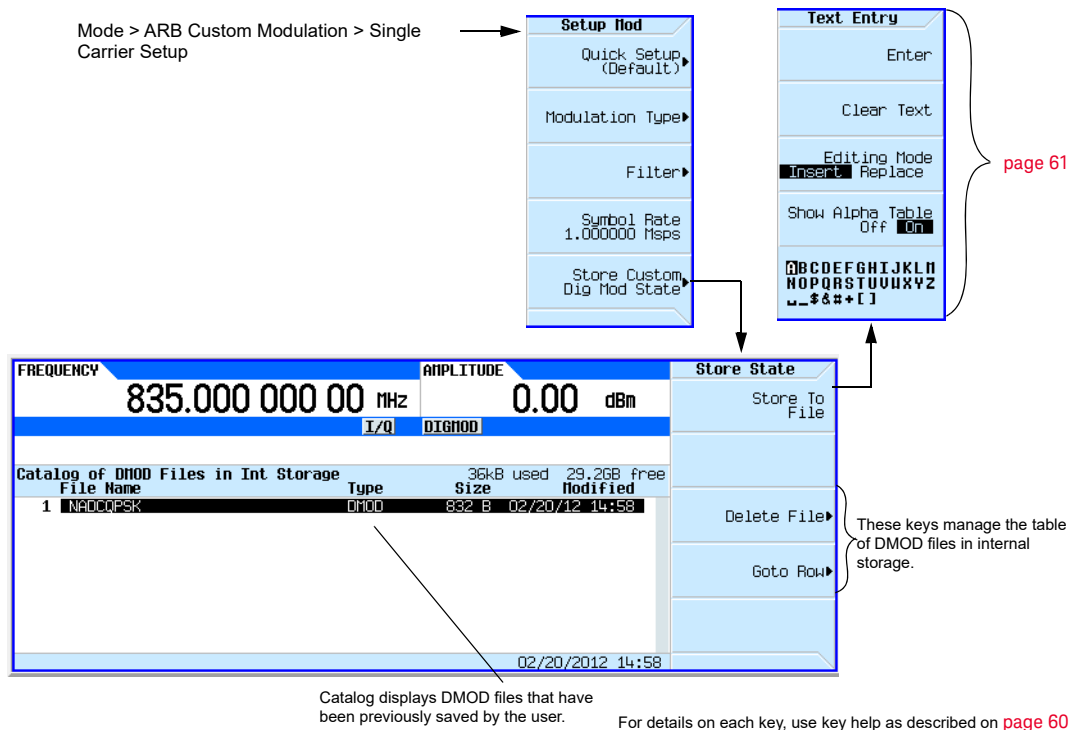 Mode > ARB Custom Modulation > Single
Carrier Setup
Setup Mod
Quick Setup
(Default)
Modulation Type
Filter
Symbol Rate
1.000000 Msps
Store Custom
Dig Mod State
Text Entry
Enter
Clear Text
Editing Mode
Insert Replace
Show Alpha Table
Off On
ABCDEFGHIJKLM
NOPQRSTUVWXYZ
␣_$&#+[]
page 61
FREQUENCY
835.000 000 00 MHz
AMPLITUDE
0.00 dBm
I/Q DIGMOD
Catalog of DMOD Files in Int Storage 36kB used 29.2GB free
File Name Type Size Modified
1 NADCQPSK DMOD 832 B 02/20/12 14:58
02/20/2012 14:58
Store State
Store To
File
Delete File
Goto Row
These keys manage the table
of DMOD files in internal
storage.
Catalog displays DMOD files that have
been previously saved by the user.
For details on each key, use key help as described on page 60